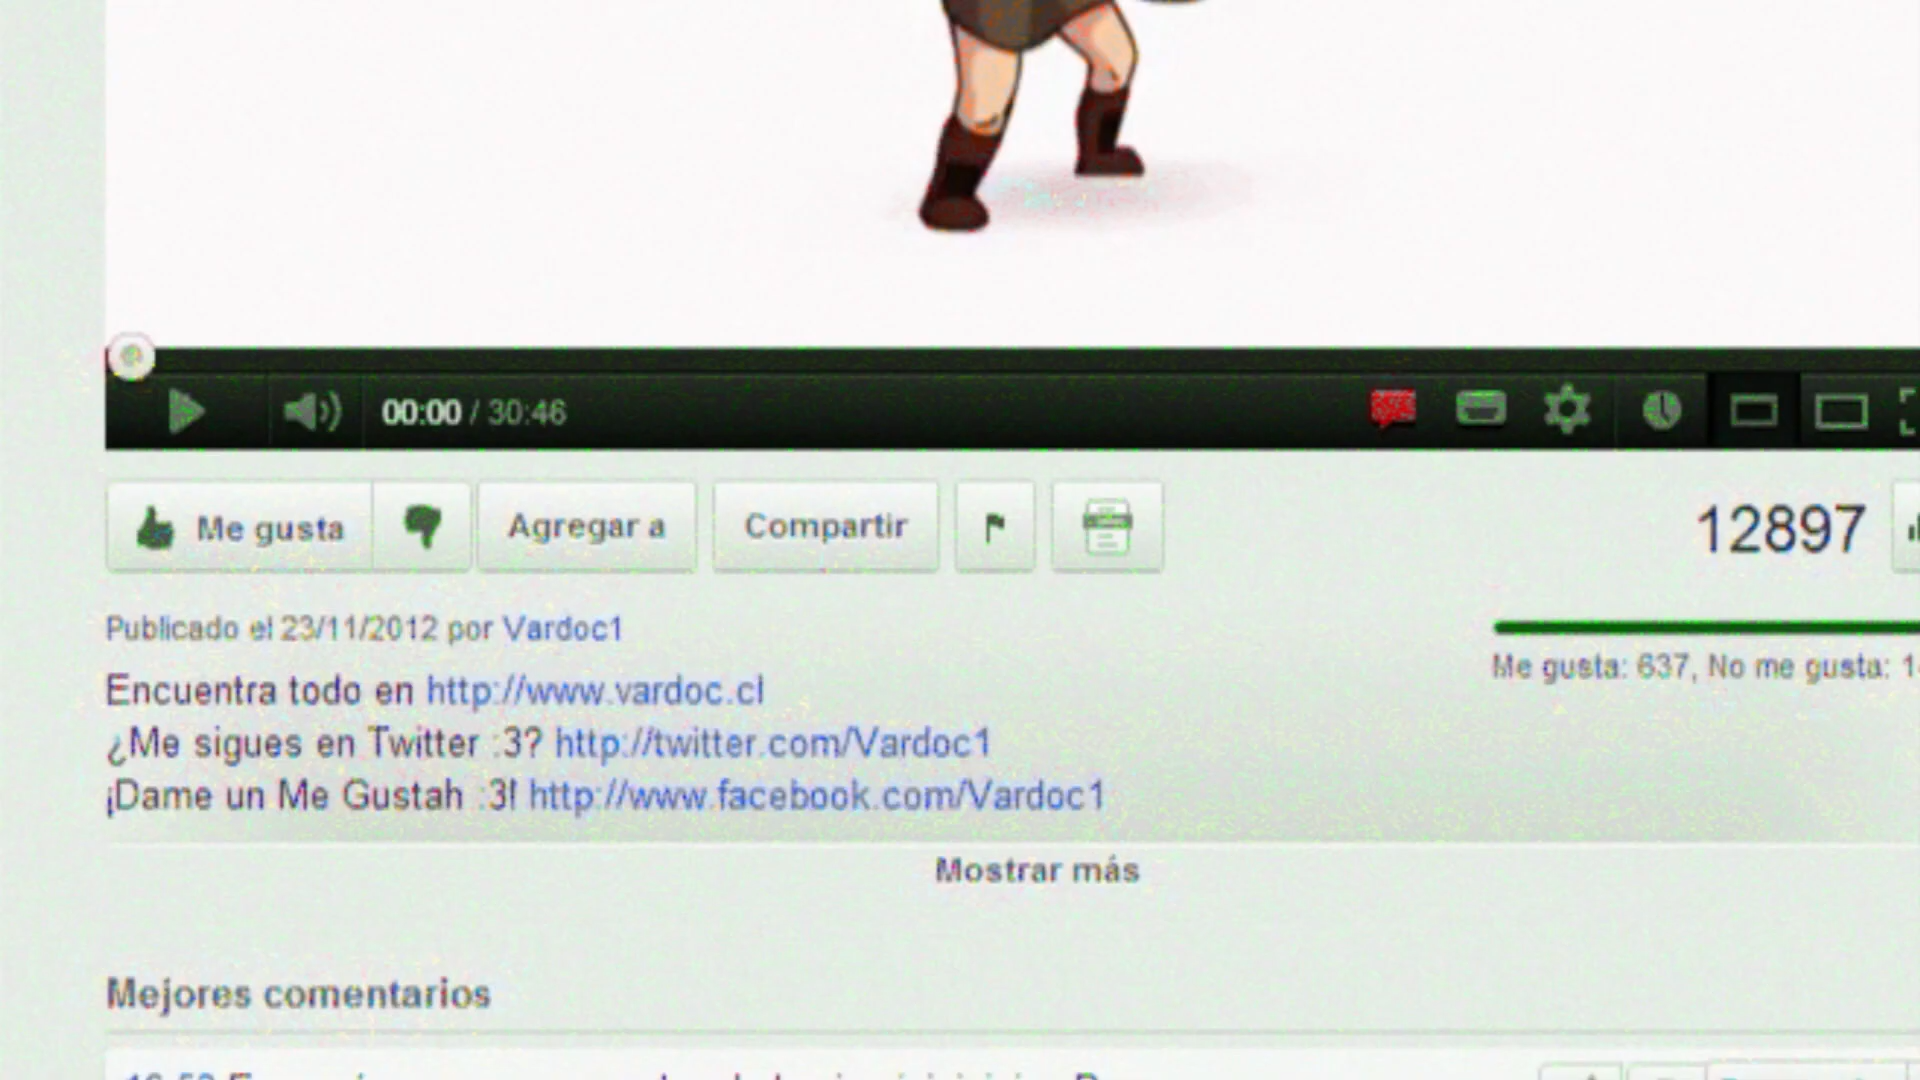 00:00 / 30:46
Me gusta
Agregar a
Compartir
12897
Publicado el 23/11/2012 por Vardoc1
Me gusta: 637, No me gusta:
Encuentra todo en http://www.vardoc.cl
¿Me sigues en Twitter :3? http://twitter.com/Vardoc1
¡Dame un Me Gustah :3! http://www.facebook.com/Vardoc1
Mostrar más
Mejores comentarios